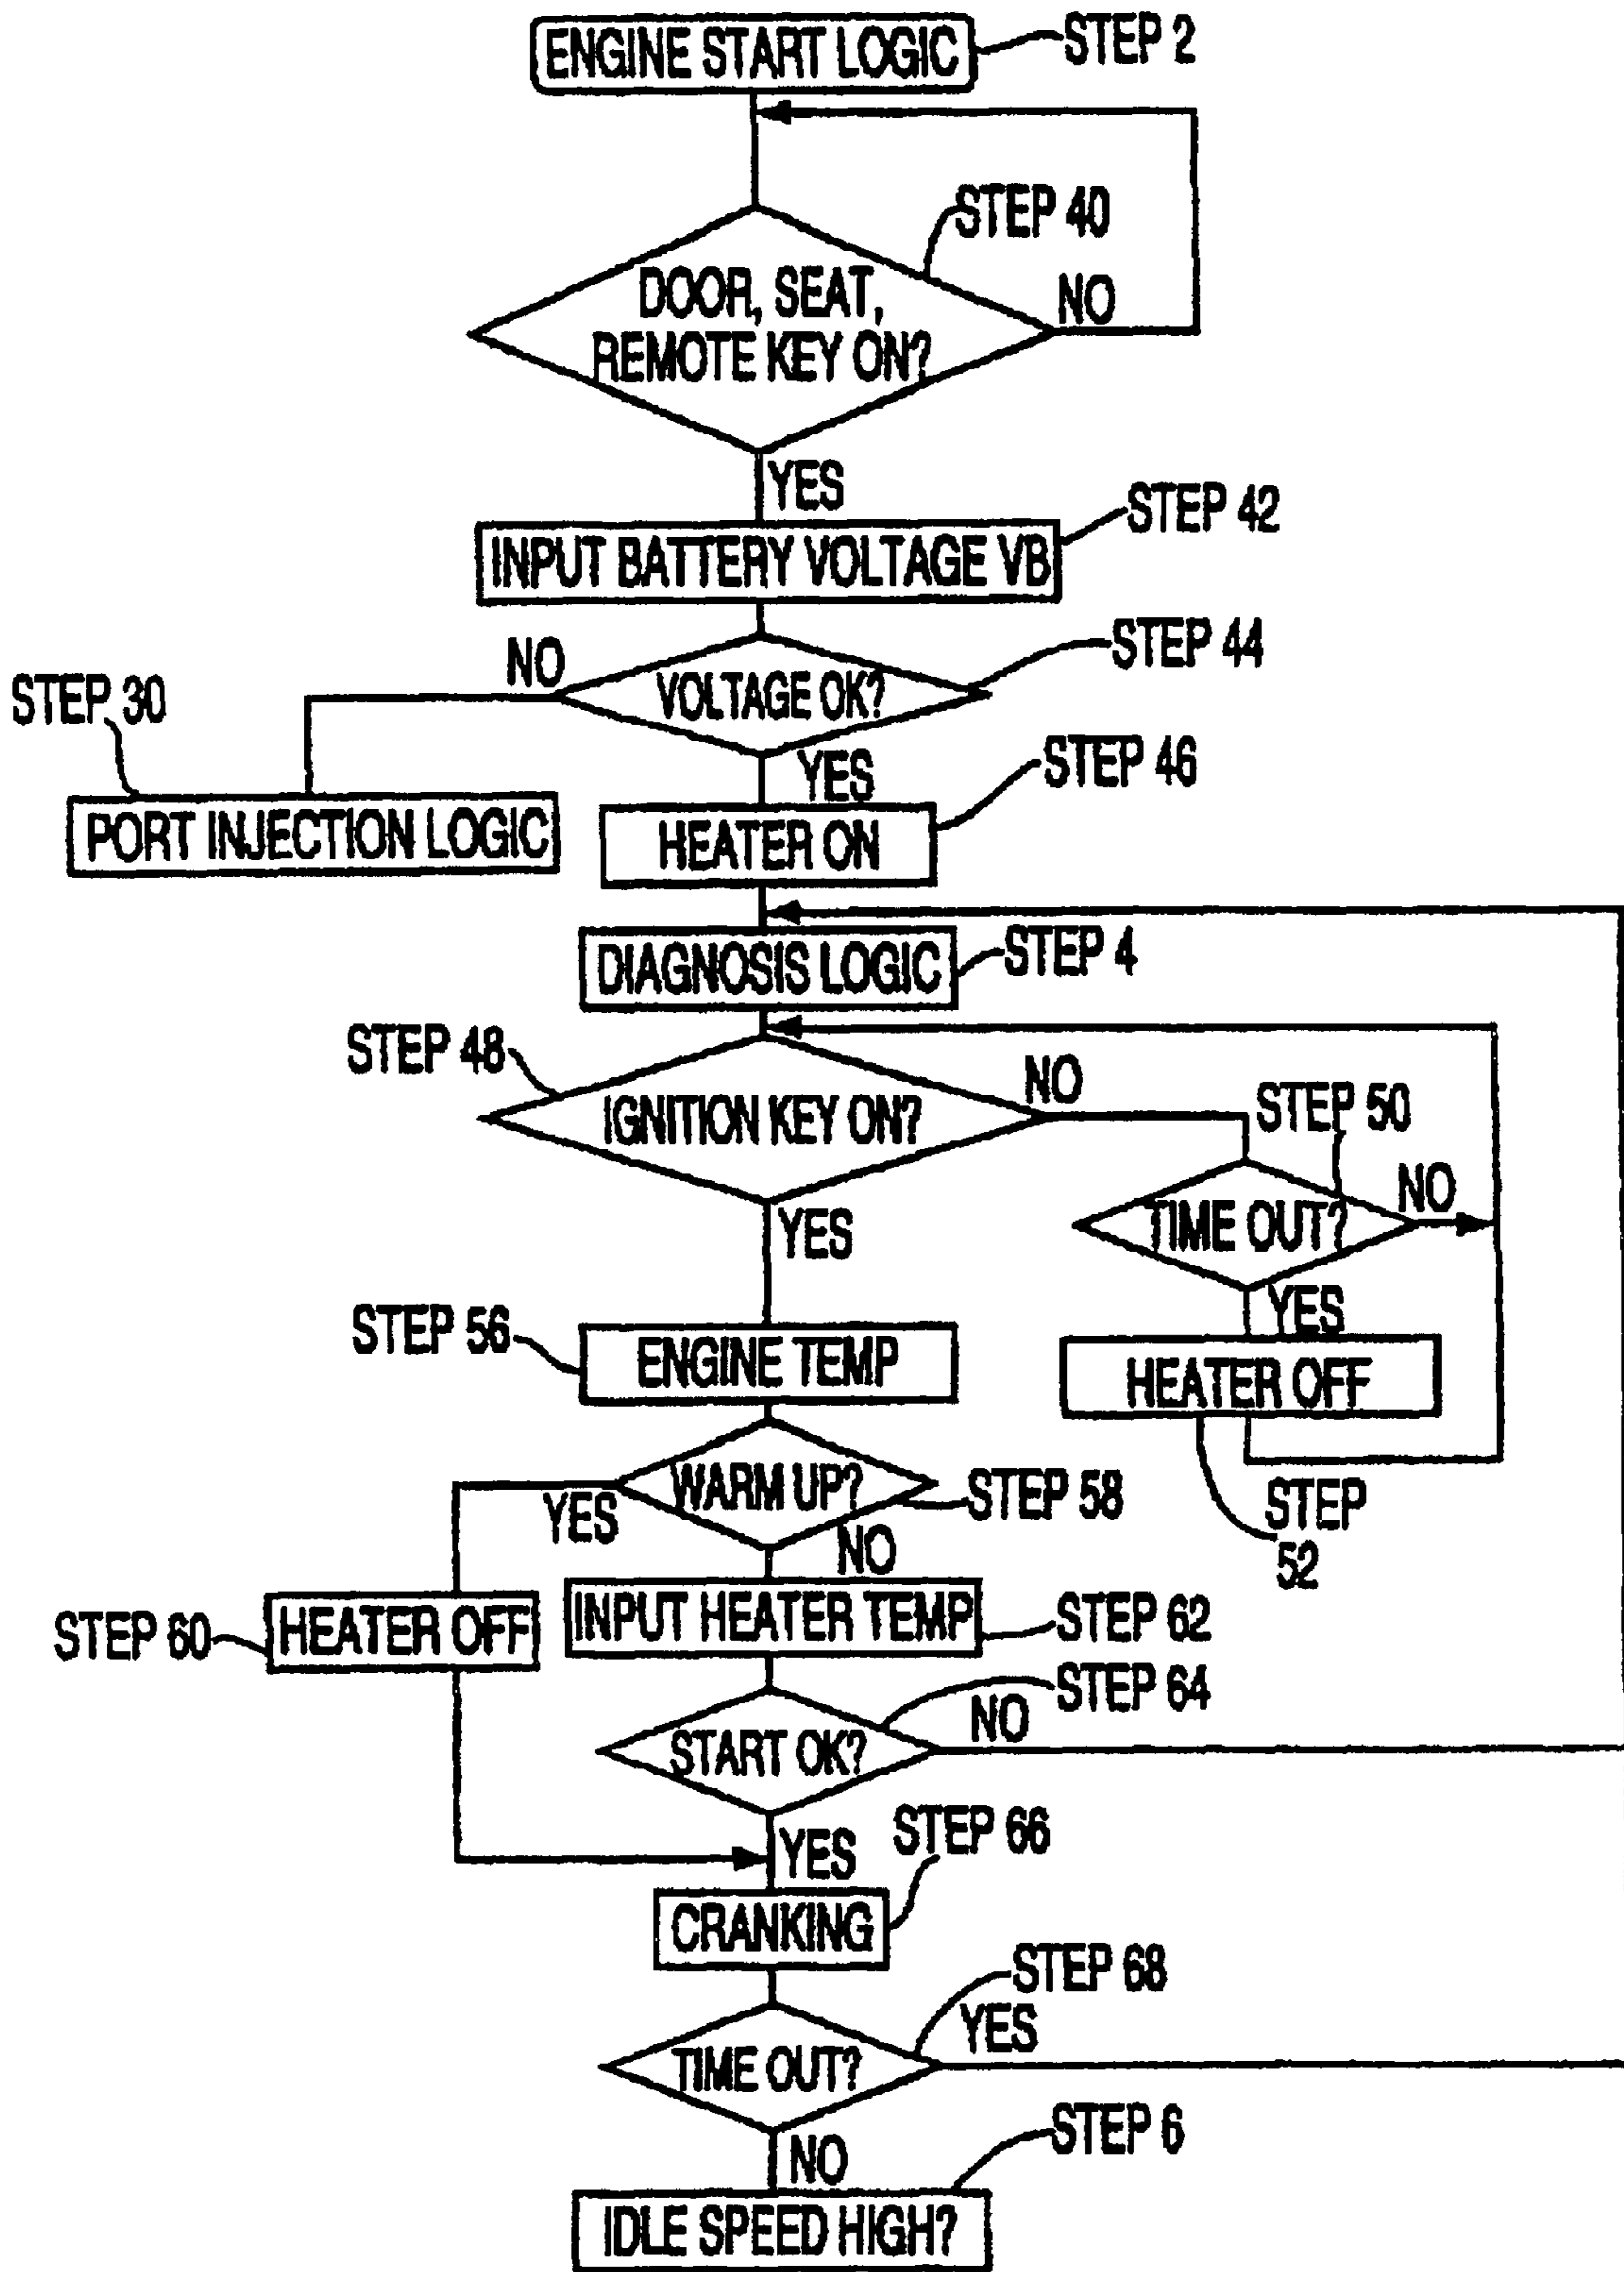 ENGINE START LOGIC
STEP 2
STEP 40
DOOR, SEAT,
REMOTE KEY ON?
NO
YES
STEP 42
INPUT BATTERY VOLTAGE VB
NO
STEP 44
VOLTAGE OK?
STEP 30
YES
STEP 46
PORT INJECTION LOGIC
HEATER ON
DIAGNOSIS LOGIC
STEP 4
STEP 48
NO
IGNITION KEY ON?
STEP 50
NO
TIME OUT?
YES
YES
STEP 56
ENGINE TEMP
HEATER OFF
WARM UP?
STEP 58
YES
NO
STEP
52
STEP 60
HEATER OFF
INPUT HEATER TEMP
STEP 62
STEP 64
NO
START OK?
YES
STEP 66
CRANKING
STEP 68
YES
TIME OUT?
STEP 6
NO
IDLE SPEED HIGH?